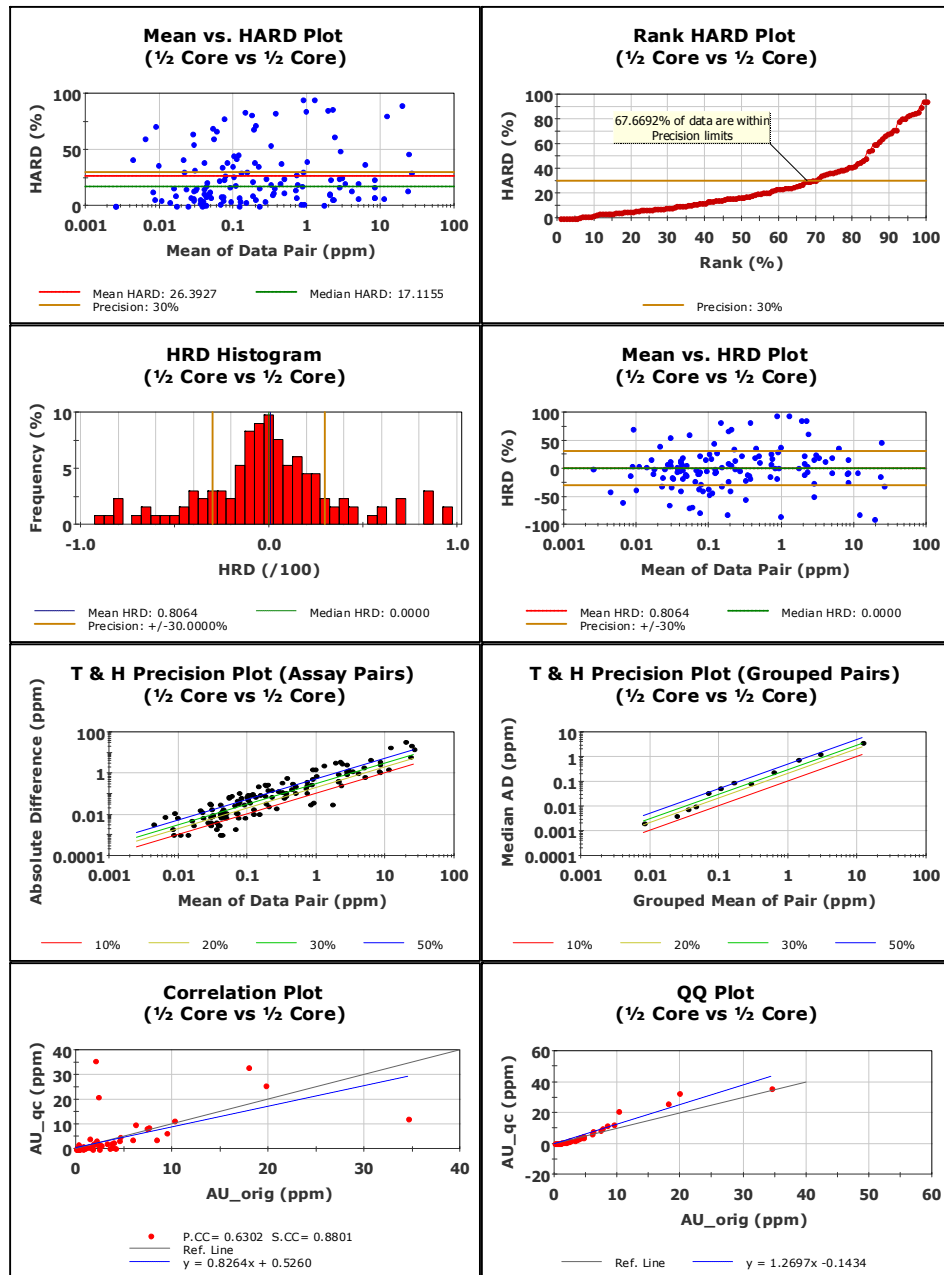 Mean vs. HARD Plot
(½ Core vs ½ Core)
HARD (%)
100
50
0
0.001 0.01 0.1 1 10 100
Mean of Data Pair (ppm)
Mean HARD: 26.3927 Median HARD: 17.1155
Precision: 30%
Rank HARD Plot
(½ Core vs ½ Core)
HARD (%)
100
80
60
40
20
0
67.6692% of data are within
Precision limits
0 10 20 30 40 50 60 70 80 90 100
Rank (%)
Precision: 30%
HRD Histogram
(½ Core vs ½ Core)
Frequency (%)
10
5
0
-1.0 0.0 1.0
HRD (/100)
Mean HRD: 0.8064 Median HRD: 0.0000
Precision: +/-30.0000%
Mean vs. HRD Plot
(½ Core vs ½ Core)
HRD (%)
100
50
0
-50
-100
0.001 0.01 0.1 1 10 100
Mean of Data Pair (ppm)
Mean HRD: 0.8064 Median HRD: 0.0000
Precision: +/-30%
T & H Precision Plot (Assay Pairs)
(½ Core vs ½ Core)
Absolute Difference (ppm)
100
1
0.01
0.0001
0.001 0.01 0.1 1 10 100
Mean of Data Pair (ppm)
10% 20% 30% 50%
T & H Precision Plot (Grouped Pairs)
(½ Core vs ½ Core)
Median AD (ppm)
10
1
0.1
0.01
0.001
0.0001
0.001 0.01 0.1 1 10 100
Grouped Mean of Pair (ppm)
10% 20% 30% 50%
Correlation Plot
(½ Core vs ½ Core)
AU_qc (ppm)
40
30
20
10
0
0 10 20 30 40
AU_orig (ppm)
P.CC= 0.6302 S.CC= 0.8801
Ref. Line
y = 0.8264x + 0.5260
QQ Plot
(½ Core vs ½ Core)
AU_qc (ppm)
60
40
20
0
-20
0 10 20 30 40 50 60
AU_orig (ppm)
Ref. Line y = 1.2697x -0.1434